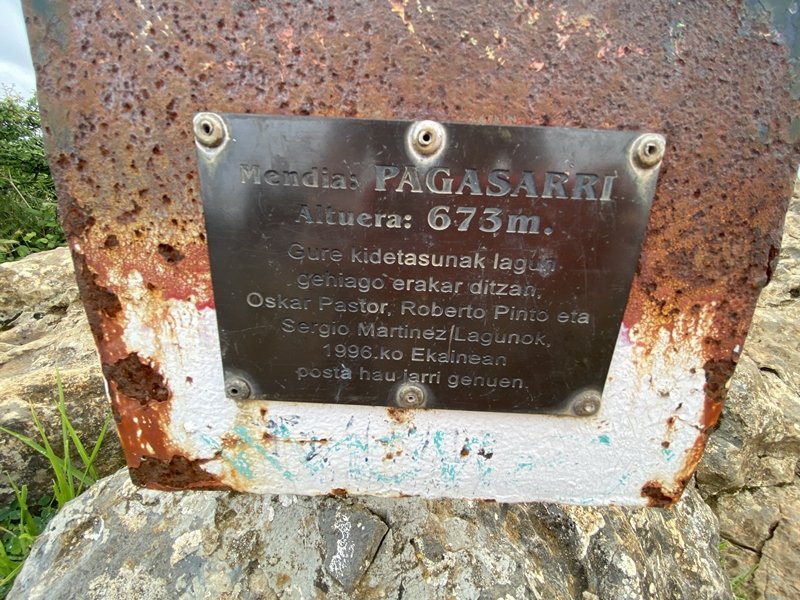 Mendia: PAGASARRI
Altuera: 673m.
Gure kidetasunak lagun
gehiago erakar ditzan,
Oskar Pastor, Roberto Pinto eta
Sergio Martinez Lagunok,
1996.ko Ekainean
posta hau jarri genuen.